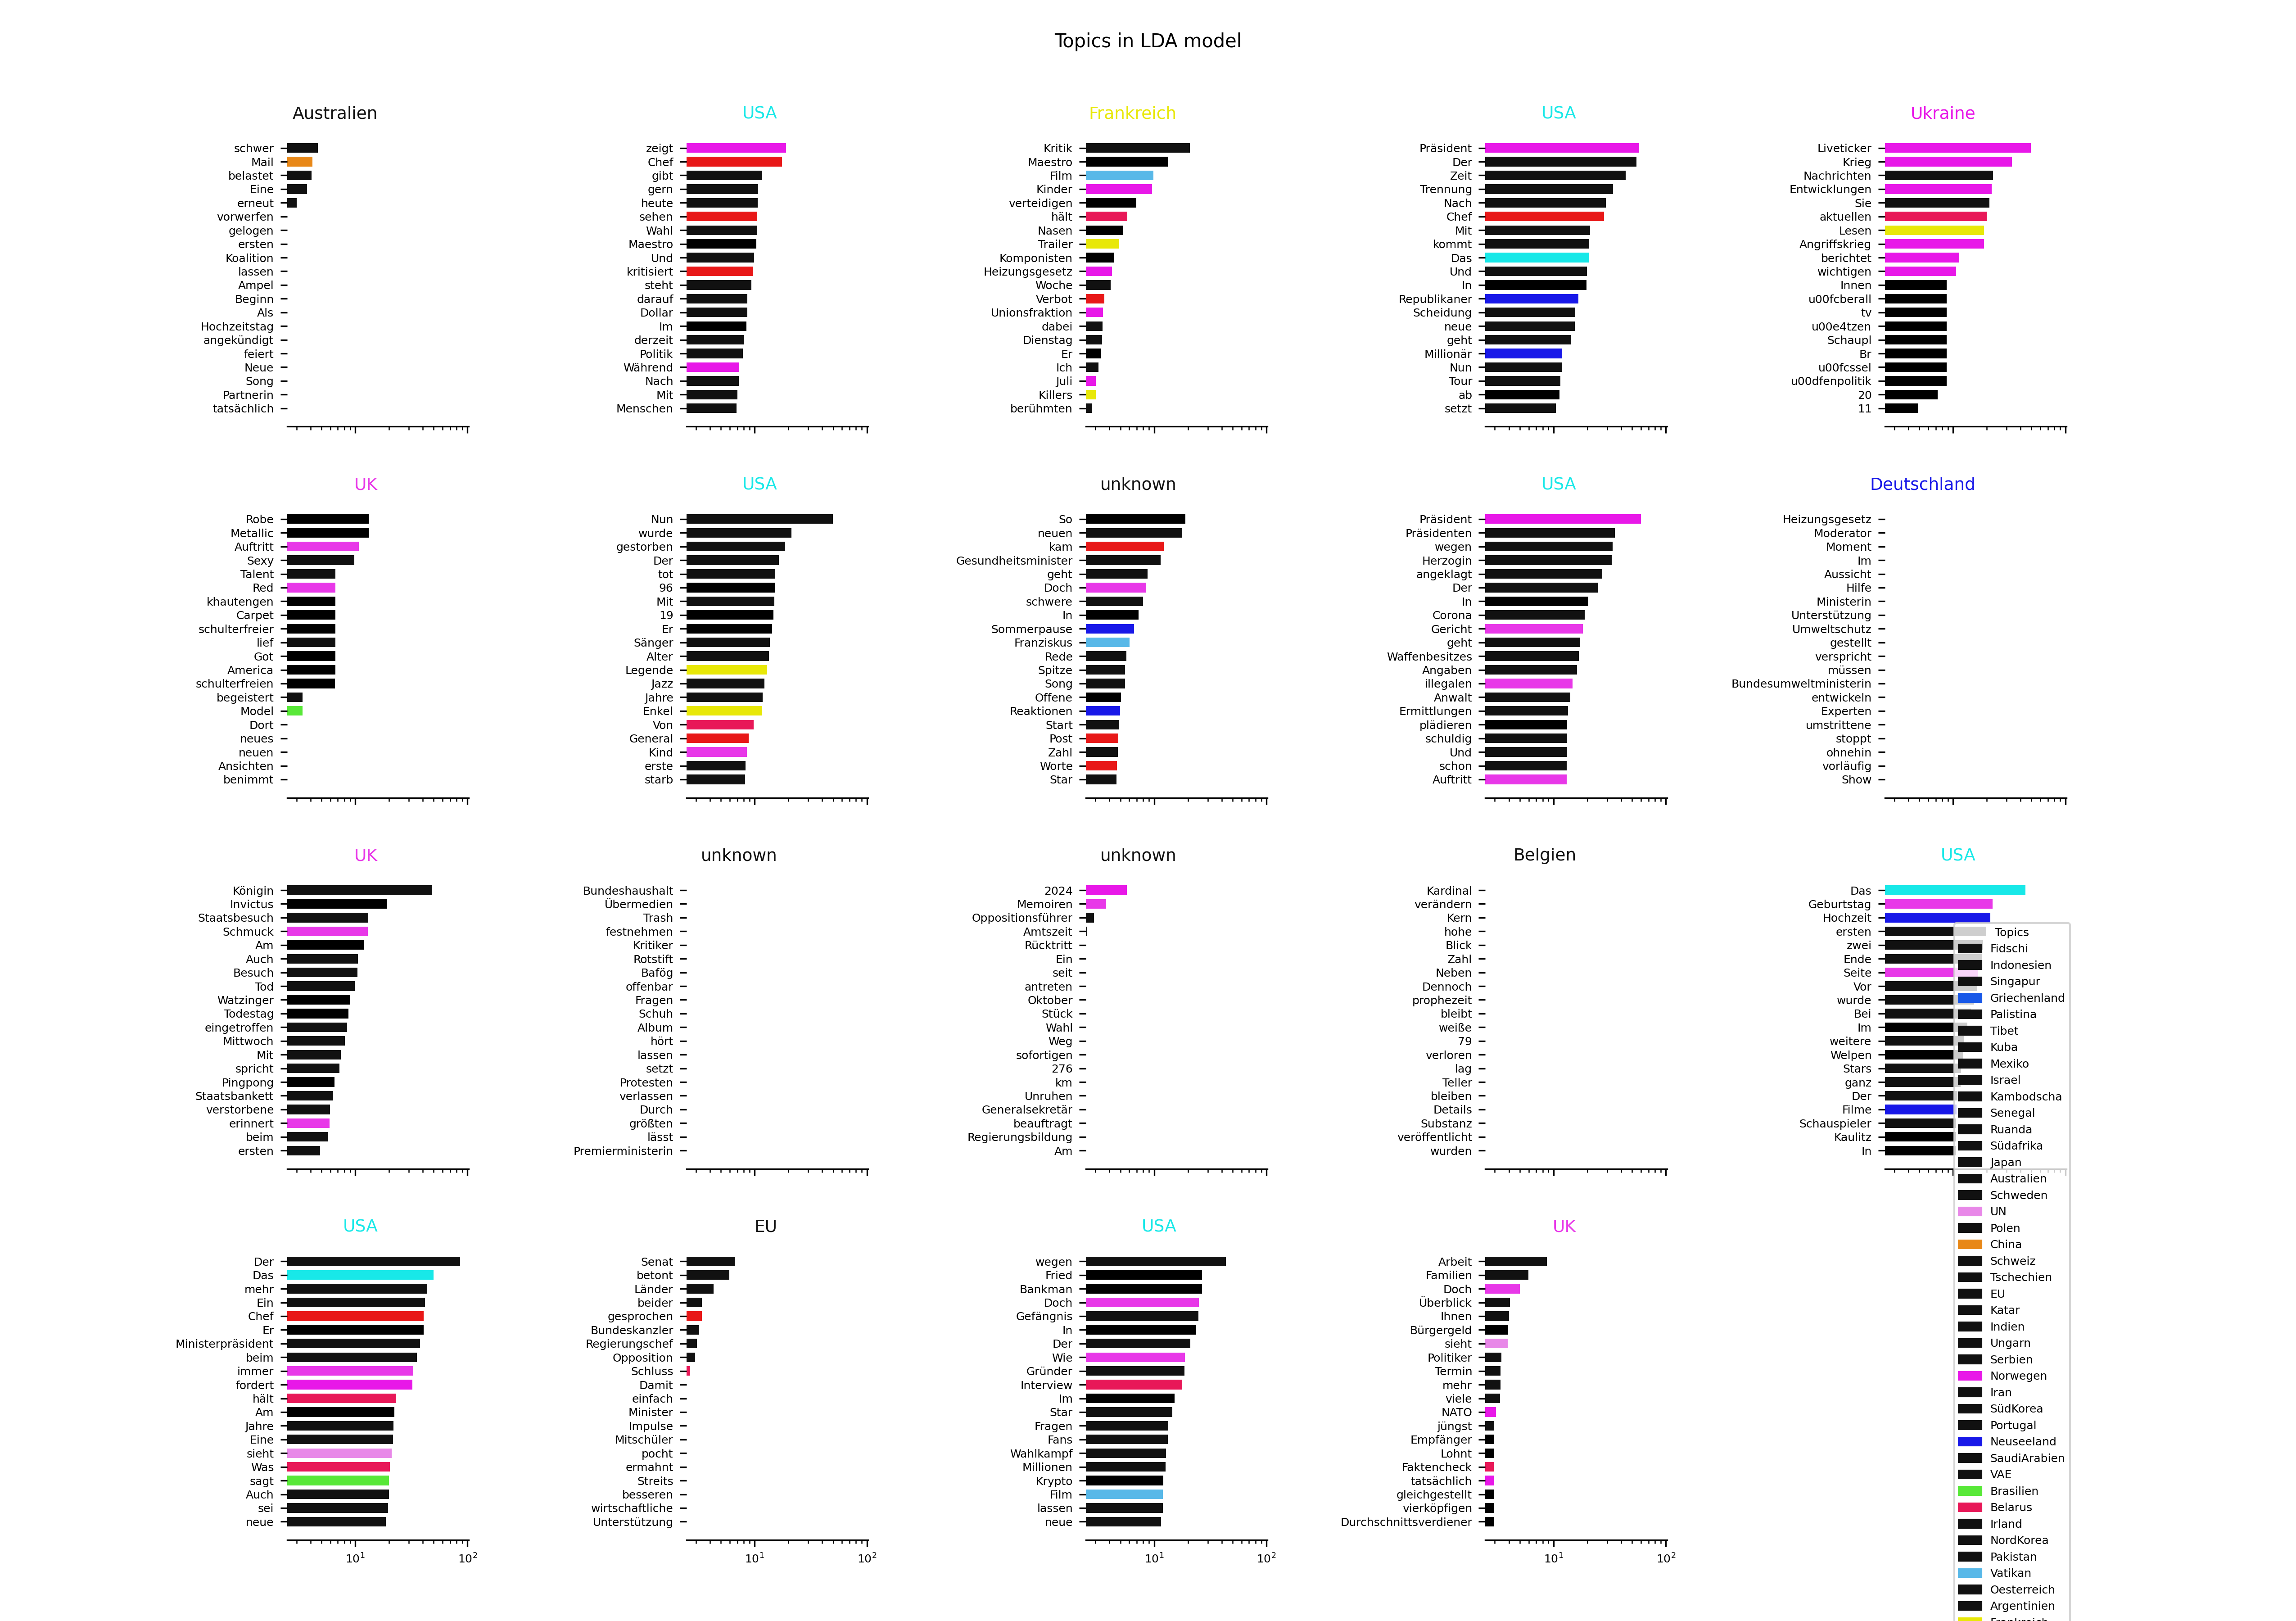 Topics in LDA model
Australien
schwer
Mail
belastet
Eine
erneut
vorwerfen
gelogen
ersten
Koalition
lassen
Ampel
Beginn
Als
Hochzeitstag
angekündigt
feiert
Neue
Song
Partnerin
tatsächlich
USA
zeigt
Chef
gibt
gern
heute
sehen
Wahl
Maestro
Und
kritisiert
steht
darauf
Dollar
Im
derzeit
Politik
Während
Nach
Mit
Menschen
Frankreich
Kritik
Maestro
Film
Kinder
verteidigen
hält
Nasen
Trailer
Komponisten
Heizungsgesetz
Woche
Verbot
Unionsfraktion
dabei
Dienstag
Er
Ich
Juli
Killers
berühmten
USA
Präsident
Der
Zeit
Trennung
Nach
Chef
Mit
kommt
Das
Und
In
Republikaner
Scheidung
neue
geht
Millionär
Nun
Tour
ab
setzt
Ukraine
Liveticker
Krieg
Nachrichten
Entwicklungen
Sie
aktuellen
Lesen
Angriffskrieg
berichtet
wichtigen
Innen
u00fcberall
tv
u00e4tzen
Schaupl
Br
u00fcssel
u00dfenpolitik
20
11
UK
Robe
Metallic
Auftritt
Sexy
Talent
Red
khautengen
Carpet
schulterfreier
lief
Got
America
schulterfreien
begeistert
Model
Dort
neues
neuen
Ansichten
benimmt
USA
Nun
wurde
gestorben
Der
tot
96
Mit
19
Er
Sänger
Alter
Legende
Jazz
Jahre
Enkel
Von
General
Kind
erste
starb
unknown
So
neuen
kam
Gesundheitsminister
geht
Doch
schwere
In
Sommerpause
Franziskus
Rede
Spitze
Song
Offene
Reaktionen
Start
Post
Zahl
Worte
Star
USA
Präsident
Präsidenten
wegen
Herzogin
angeklagt
Der
In
Corona
Gericht
geht
Waffenbesitzes
Angaben
illegalen
Anwalt
Ermittlungen
plädieren
schuldig
Und
schon
Auftritt
Deutschland
Heizungsgesetz
Moderator
Moment
Im
Aussicht
Hilfe
Ministerin
Unterstützung
Umweltschutz
gestellt
verspricht
müssen
Bundesumweltministerin
entwickeln
Experten
umstrittene
stoppt
ohnehin
vorläufig
Show
UK
Königin
Invictus
Staatsbesuch
Schmuck
Am
Auch
Besuch
Tod
Watzinger
Todestag
eingetroffen
Mittwoch
Mit
spricht
Pingpong
Staatsbankett
verstorbene
erinnert
beim
ersten
unknown
Bundeshaushalt
Übermedien
Trash
festnehmen
Kritiker
Rotstift
Bafög
offenbar
Fragen
Schuh
Album
hört
lassen
setzt
Protesten
verlassen
Durch
größten
lässt
Premierministerin
unknown
2024
Memoiren
Oppositionsführer
Amtszeit
Rücktritt
Ein
seit
antreten
Oktober
Stück
Wahl
Weg
sofortigen
276
km
Unruhen
Generalsekretär
beauftragt
Regierungsbildung
Am
Belgien
Kardinal
verändern
Kern
hohe
Blick
Zahl
Neben
Dennoch
prophezeit
bleibt
weiße
79
verloren
lag
Teller
bleiben
Details
Substanz
veröffentlicht
wurden
USA
Das
Geburtstag
Hochzeit
ersten
zwei
Ende
Seite
Vor
wurde
Bei
Im
weitere
Welpen
Stars
ganz
Der
Filme
Schauspieler
Kaulitz
In
USA
Der
Das
mehr
Ein
Chef
Er
Ministerpräsident
beim
immer
fordert
hält
Am
Jahre
Eine
sieht
Was
sagt
Auch
sei
neue
10¹ 10²
EU
Senat
betont
Länder
beider
gesprochen
Bundeskanzler
Regierungschef
Opposition
Schluss
Damit
einfach
Minister
Impulse
Mitschüler
pocht
ermahnt
Streits
besseren
wirtschaftliche
Unterstützung
10¹ 10²
USA
wegen
Fried
Bankman
Doch
Gefängnis
In
Der
Wie
Gründer
Interview
Im
Star
Fragen
Fans
Wahlkampf
Millionen
Krypto
Film
lassen
neue
10¹ 10²
UK
Arbeit
Familien
Doch
Überblick
Ihnen
Bürgergeld
sieht
Politiker
Termin
mehr
viele
NATO
jüngst
Empfänger
Lohnt
Faktencheck
tatsächlich
gleichgestellt
vierköpfigen
Durchschnittsverdiener
10¹ 10²
Topics
Fidschi
Indonesien
Singapur
Griechenland
Palistina
Tibet
Kuba
Mexiko
Israel
Kambodscha
Senegal
Ruanda
Südafrika
Japan
Australien
Schweden
UN
Polen
China
Schweiz
Tschechien
EU
Katar
Indien
Ungarn
Serbien
Norwegen
Iran
SüdKorea
Portugal
Neuseeland
SaudiArabien
VAE
Brasilien
Belarus
Irland
NordKorea
Pakistan
Vatikan
Oesterreich
Argentinien